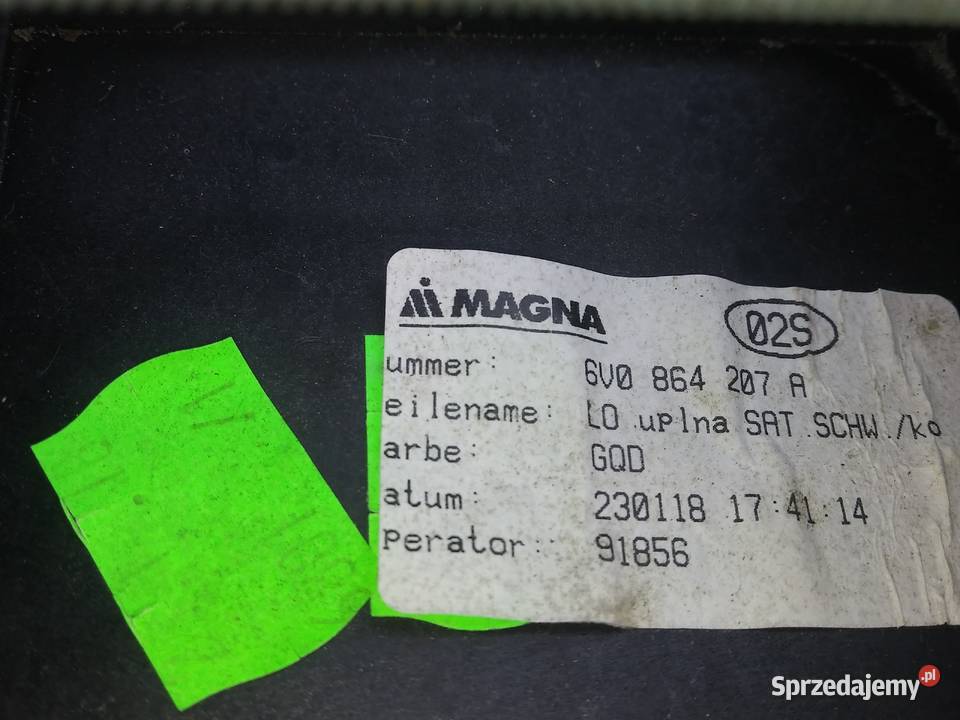 MAGNA
02S
ummer: 6V0 864 207 A
eilename: LO uplna SAT.SCHW./ko
arbe: GQD
atum: 230118 17:41:14
perator: 91856
Sprzedajemy.pl